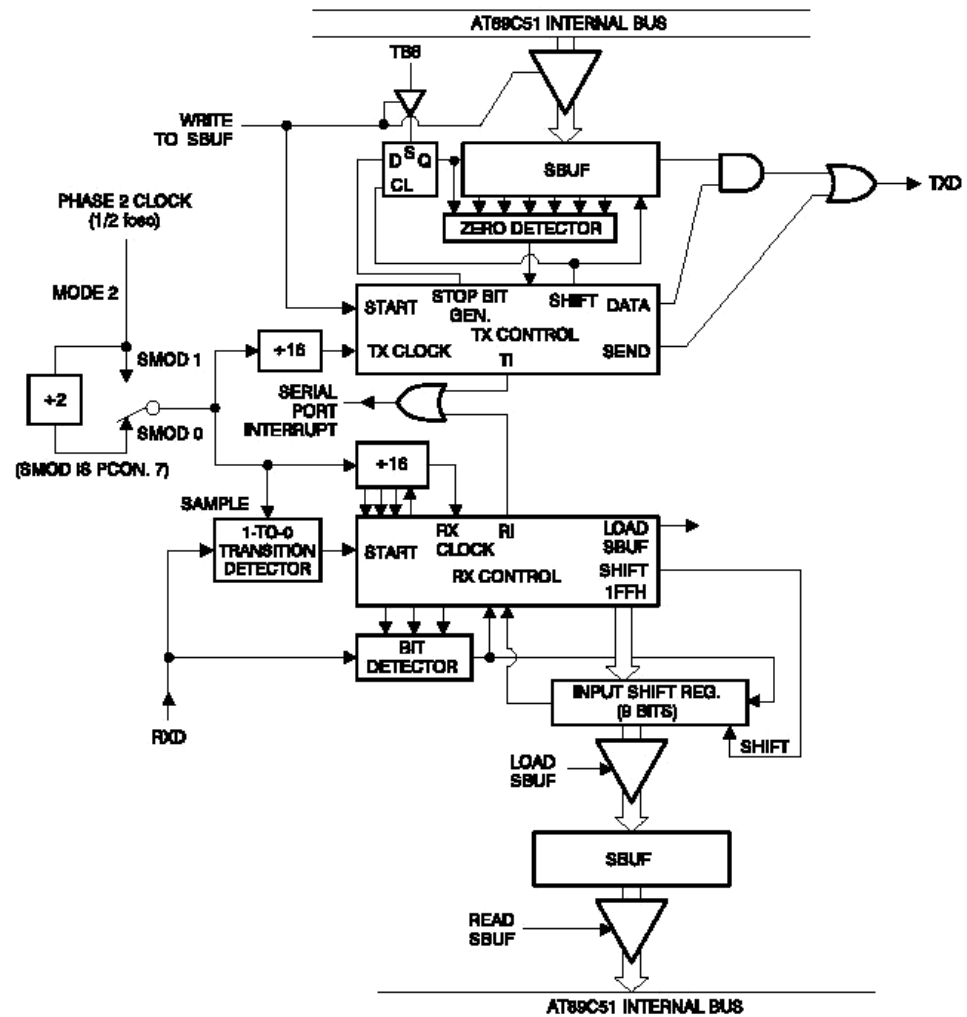 AT89C51 INTERNAL BUS
TB8
WRITE
TO SBUF
D S Q
CL
SBUF
TXD
PHASE 2 CLOCK
(1/2 fosc)
ZERO DETECTOR
MODE 2
START
STOP BIT
GEN.
SHIFT
DATA
TX CONTROL
TX CLOCK
TI
SEND
÷16
SMOD 1
÷2
SMOD 0
SERIAL
PORT
INTERRUPT
(SMOD IS PCON. 7)
÷16
SAMPLE
1-TO-0
TRANSITION
DETECTOR
START
RX
CLOCK
RI
LOAD
SBUF
RX CONTROL
SHIFT
1FFH
BIT
DETECTOR
INPUT SHIFT REG.
(9 BITS)
RXD
SHIFT
LOAD
SBUF
SBUF
READ
SBUF
AT89C51 INTERNAL BUS